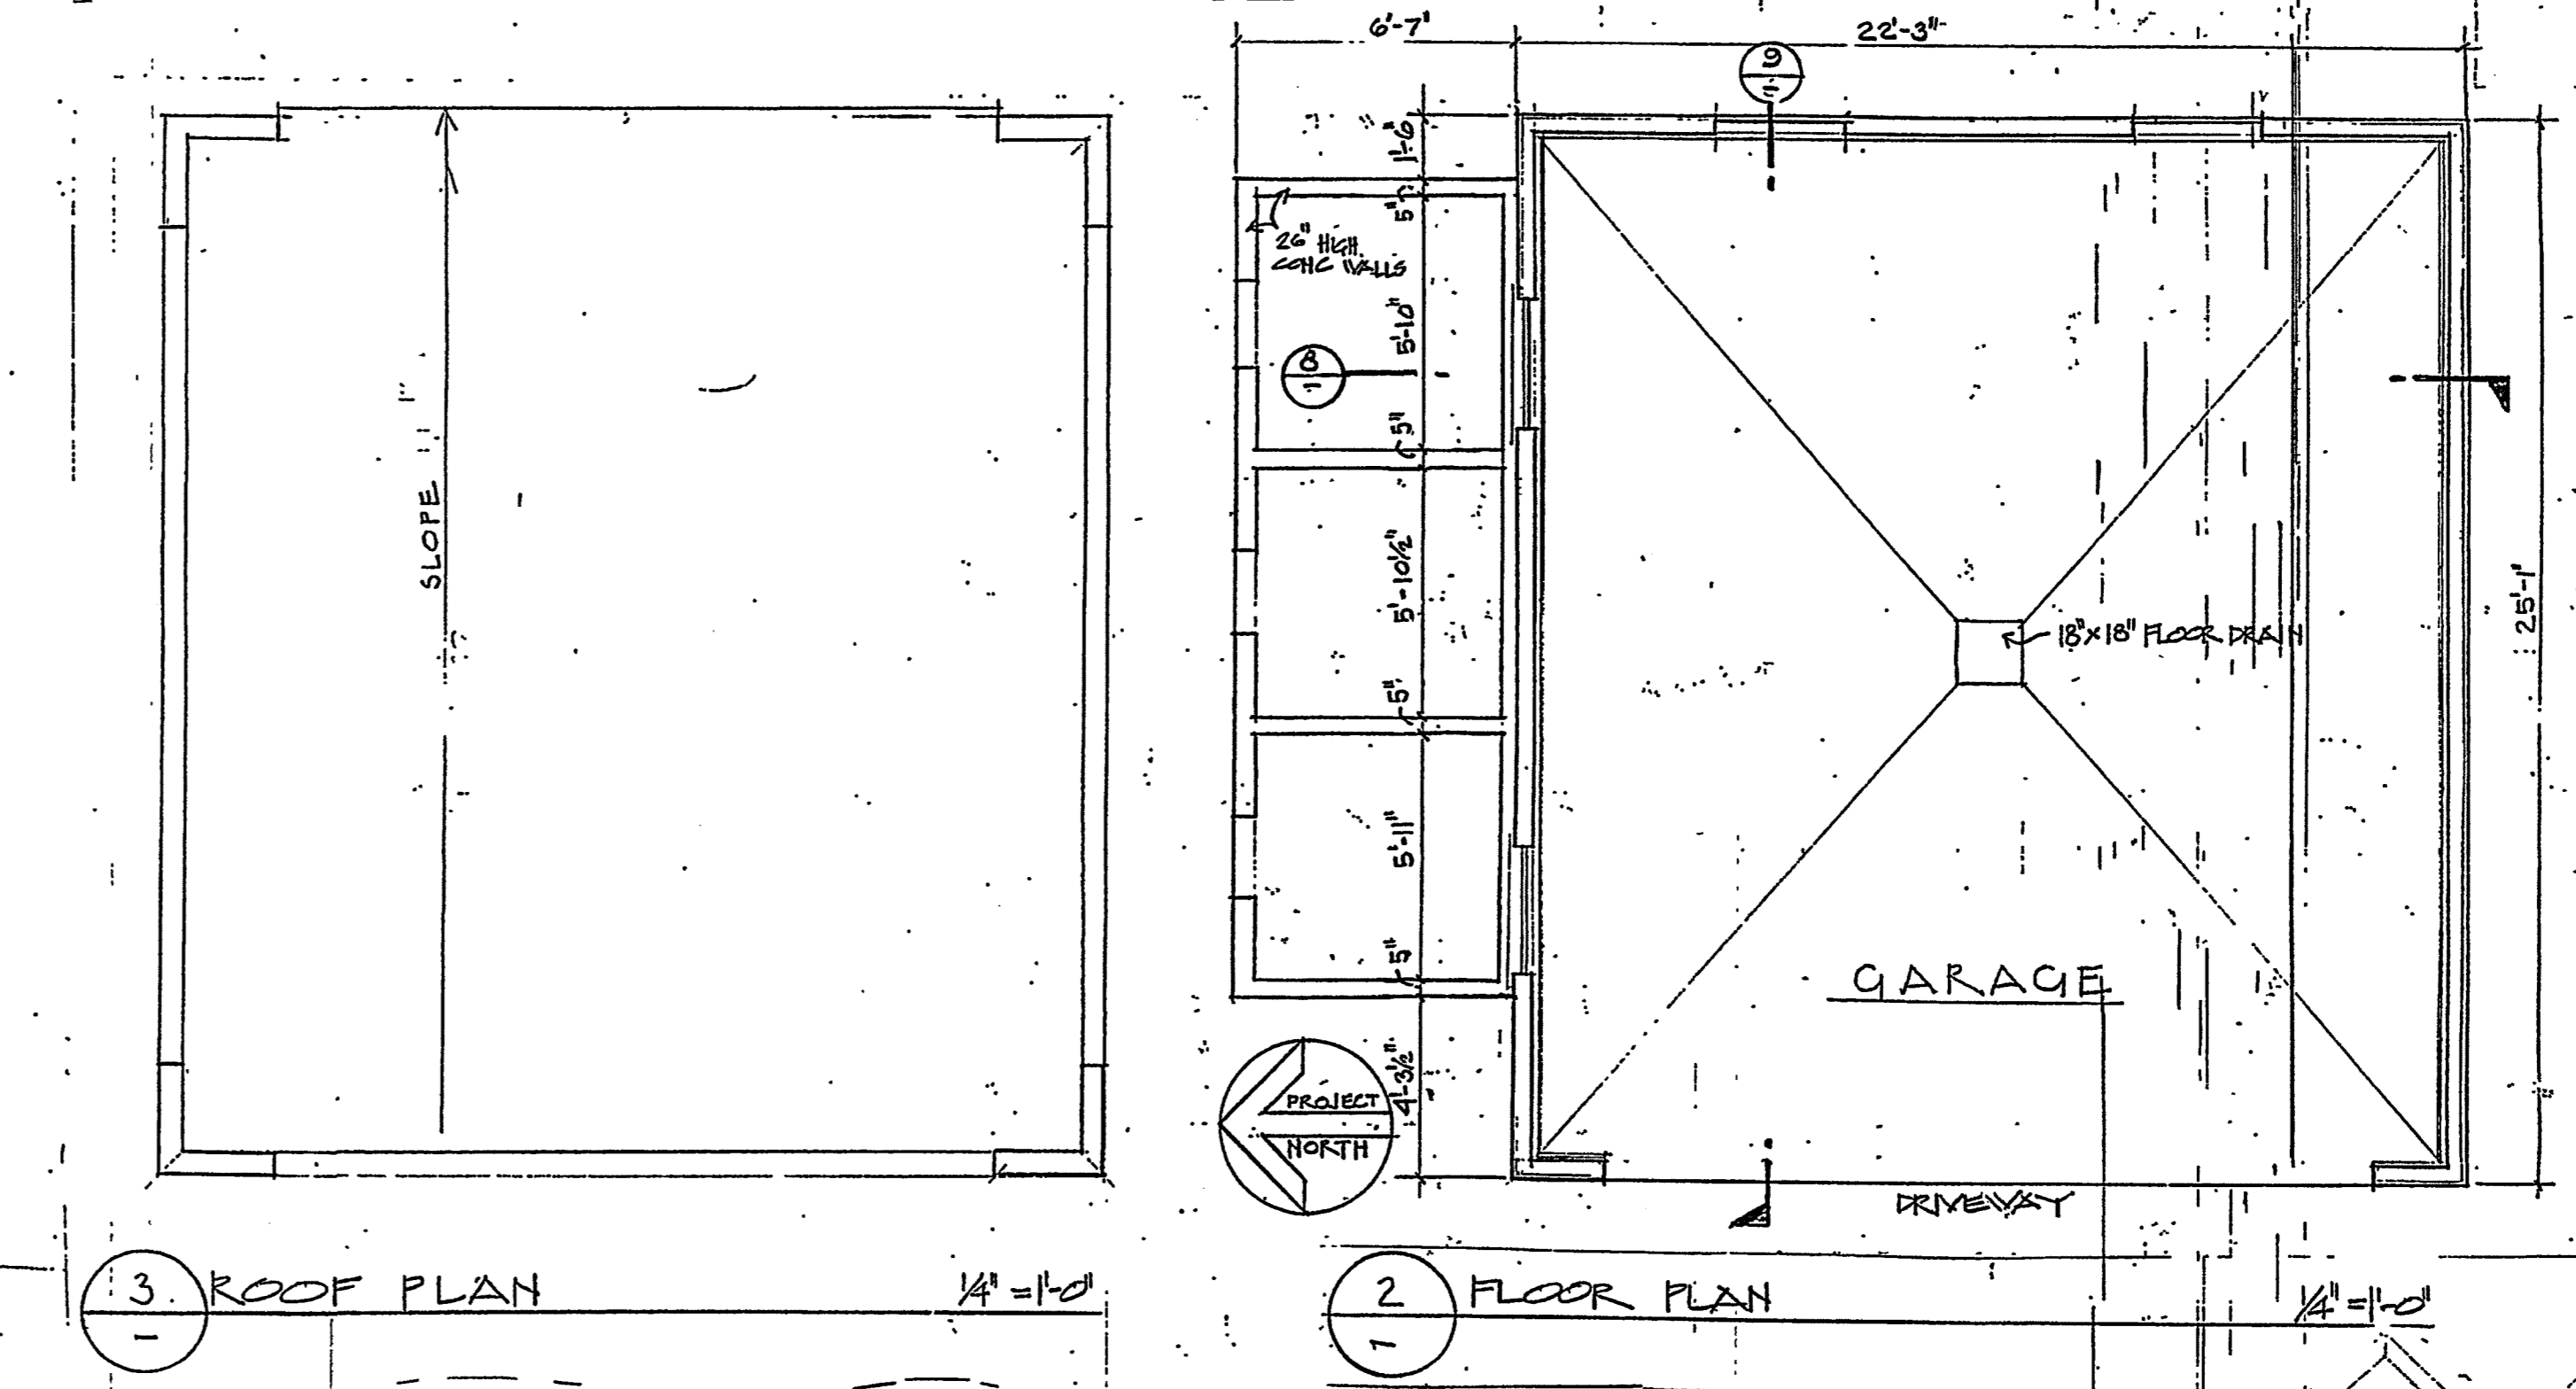 SLOPE
3
ROOF PLAN
1/4" = 1'-0"
6'-7"
22'-3"
9
1'-6"
5"
26" HIGH
CONC WALLS
5'-10"
8
5"
5'-10½"
18"x18" FLOOR DRAIN
25'-1"
5"
5'-11"
5"
GARAGE
4'-3½"
PROJECT
NORTH
DRIVEWAY
2
FLOOR PLAN
1/4" = 1'-0"